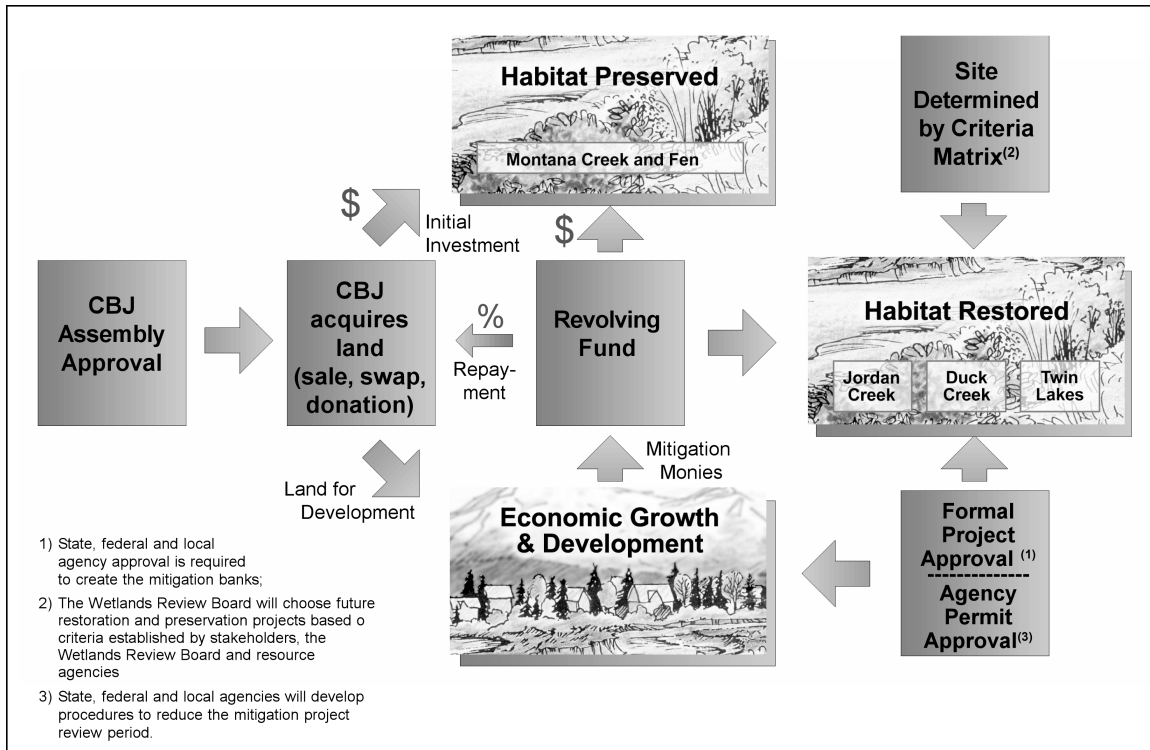 Habitat Preserved
Montana Creek and Fen
Site
Determined
by Criteria
Matrix(2)
$
Initial
Investment
$
CBJ
Assembly
Approval
CBJ
acquires
land
(sale, swap,
donation)
%
Repay-
ment
Revolving
Fund
Habitat Restored
Jordan
Creek
Duck
Creek
Twin
Lakes
Land for
Development
Mitigation
Monies
Economic Growth
& Development
Formal
Project
Approval (1)
Agency
Permit
Approval(3)
1) State, federal and local
agency approval is required
to create the mitigation banks;
2) The Wetlands Review Board will choose future
restoration and preservation projects based o
criteria established by stakeholders, the
Wetlands Review Board and resource
agencies
3) State, federal and local agencies will develop
procedures to reduce the mitigation project
review period.